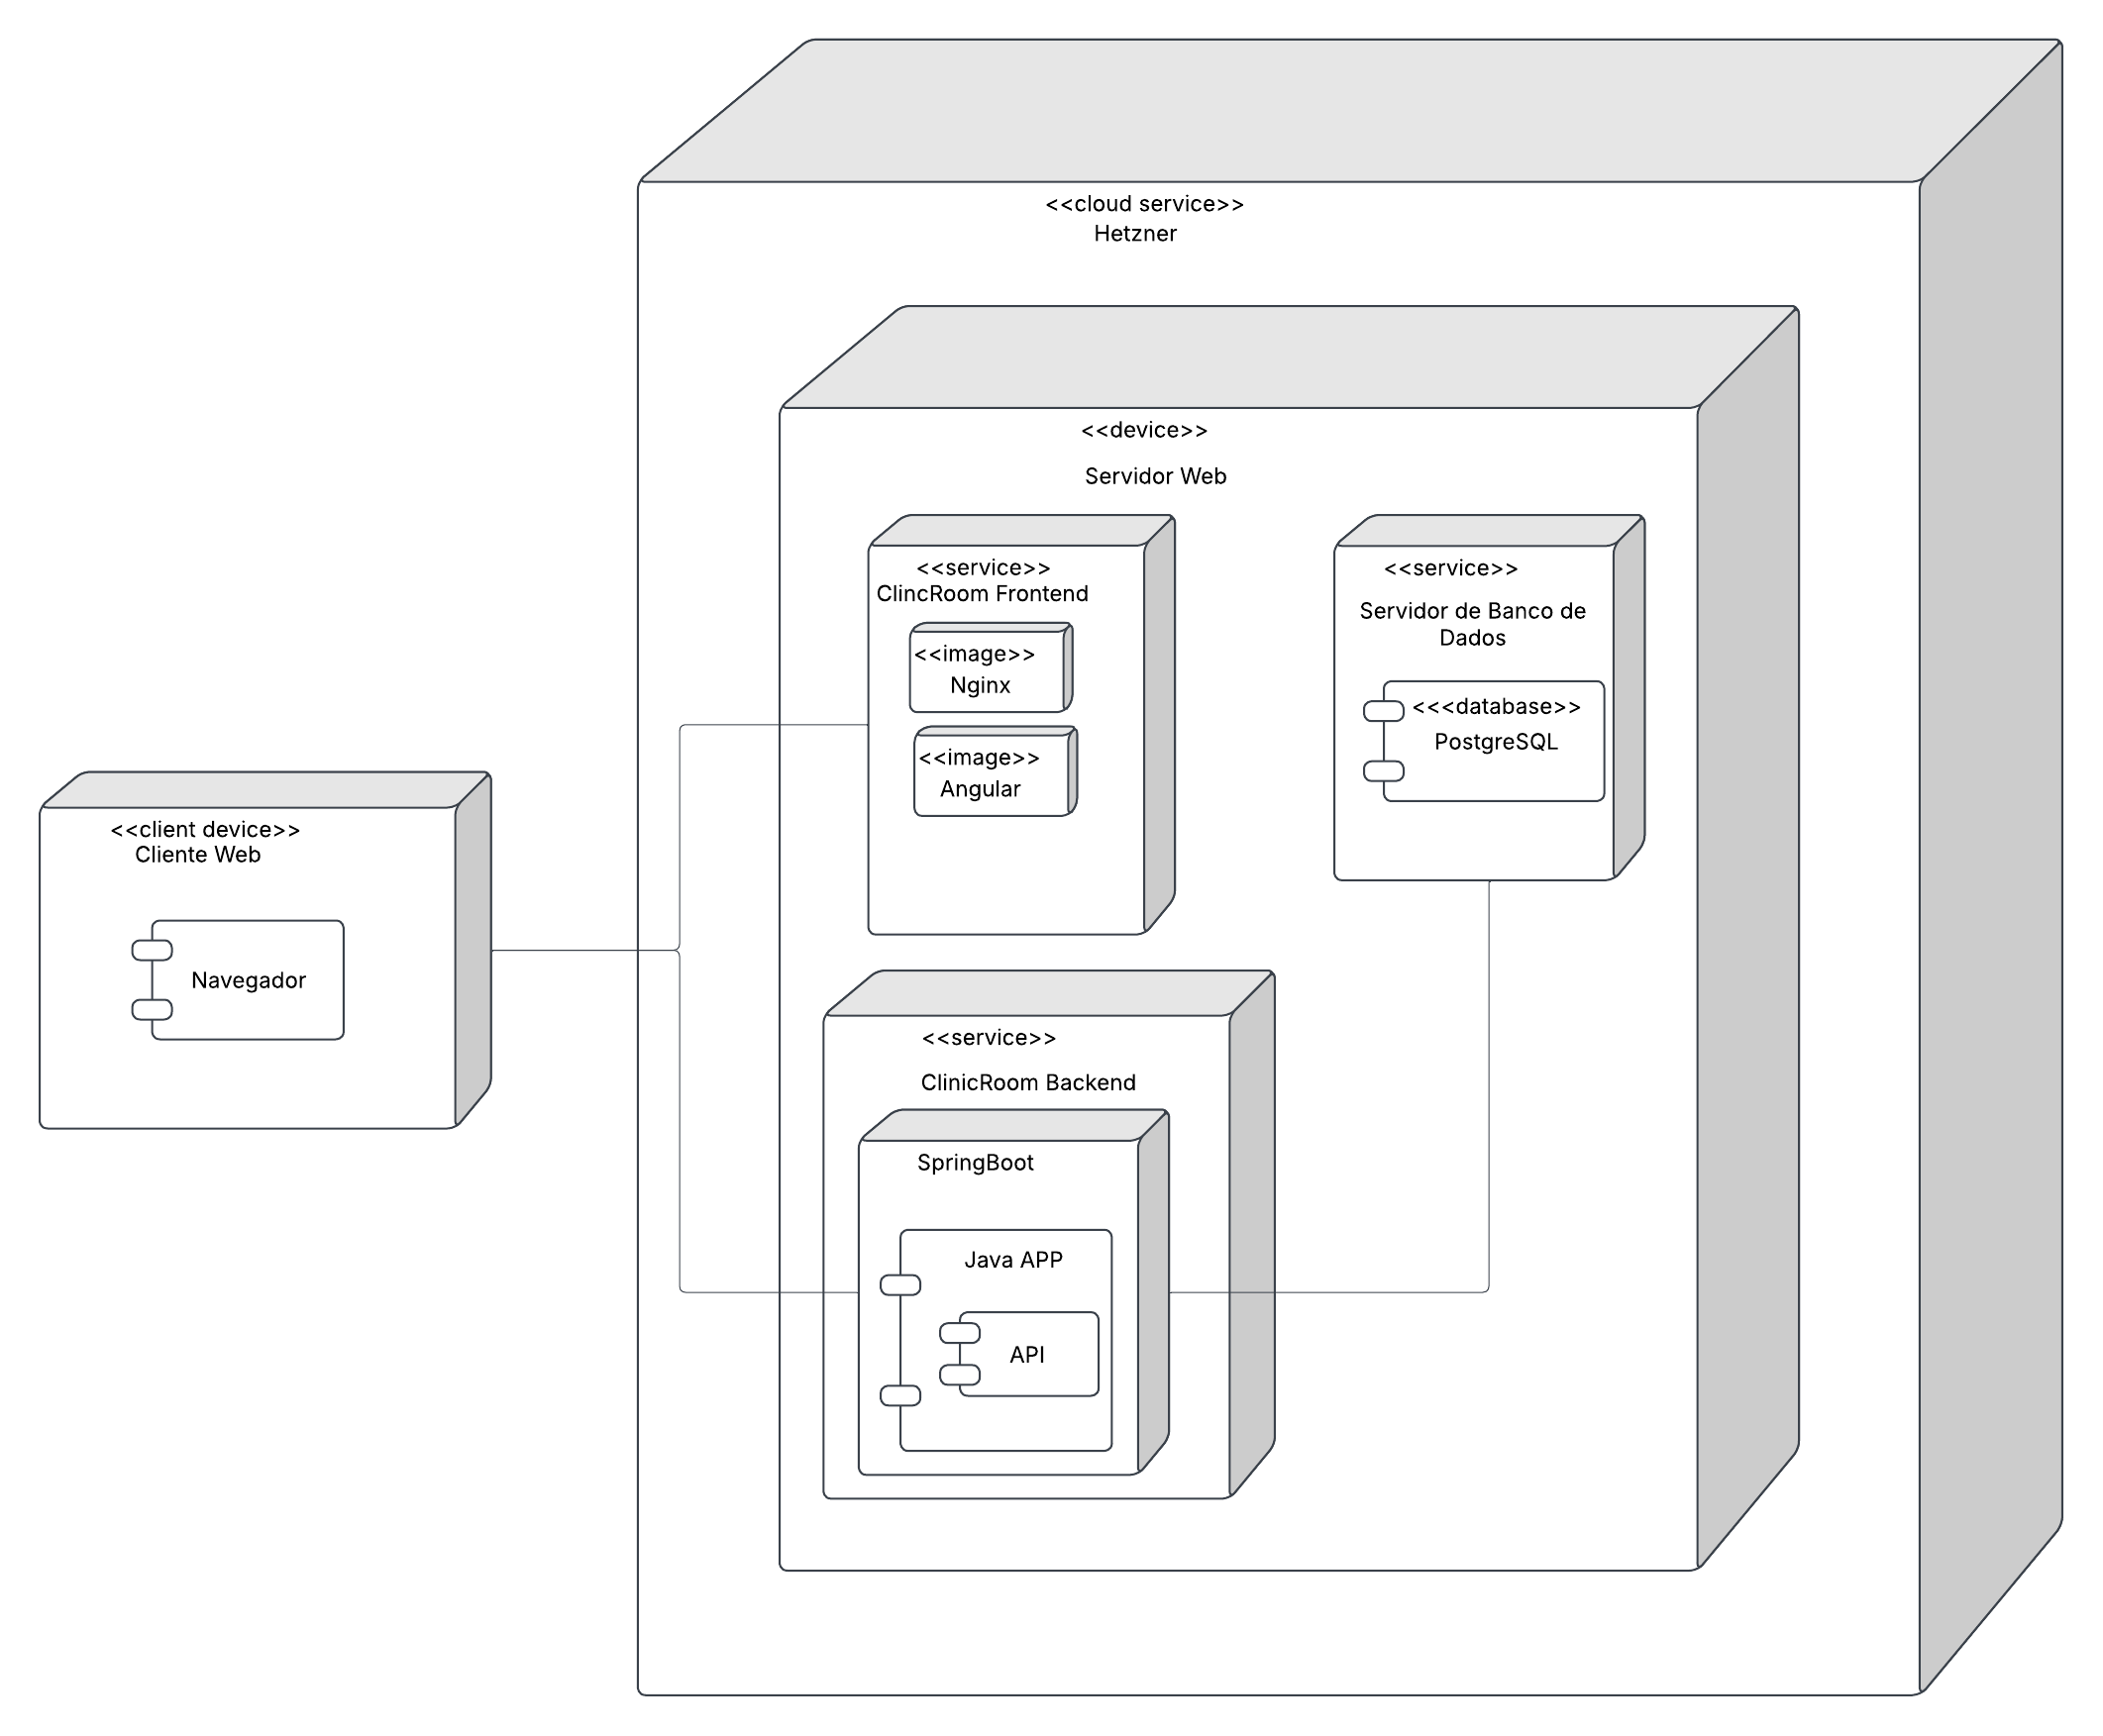 <<cloud service>>
Hetzner
<<device>>
Servidor Web
<<service>>
ClincRoom Frontend
<<image>>
Nginx
<<image>>
Angular
<<service>>
Servidor de Banco de
Dados
<<<database>>
PostgreSQL
<<client device>>
Cliente Web
Navegador
<<service>>
ClinicRoom Backend
SpringBoot
Java APP
API